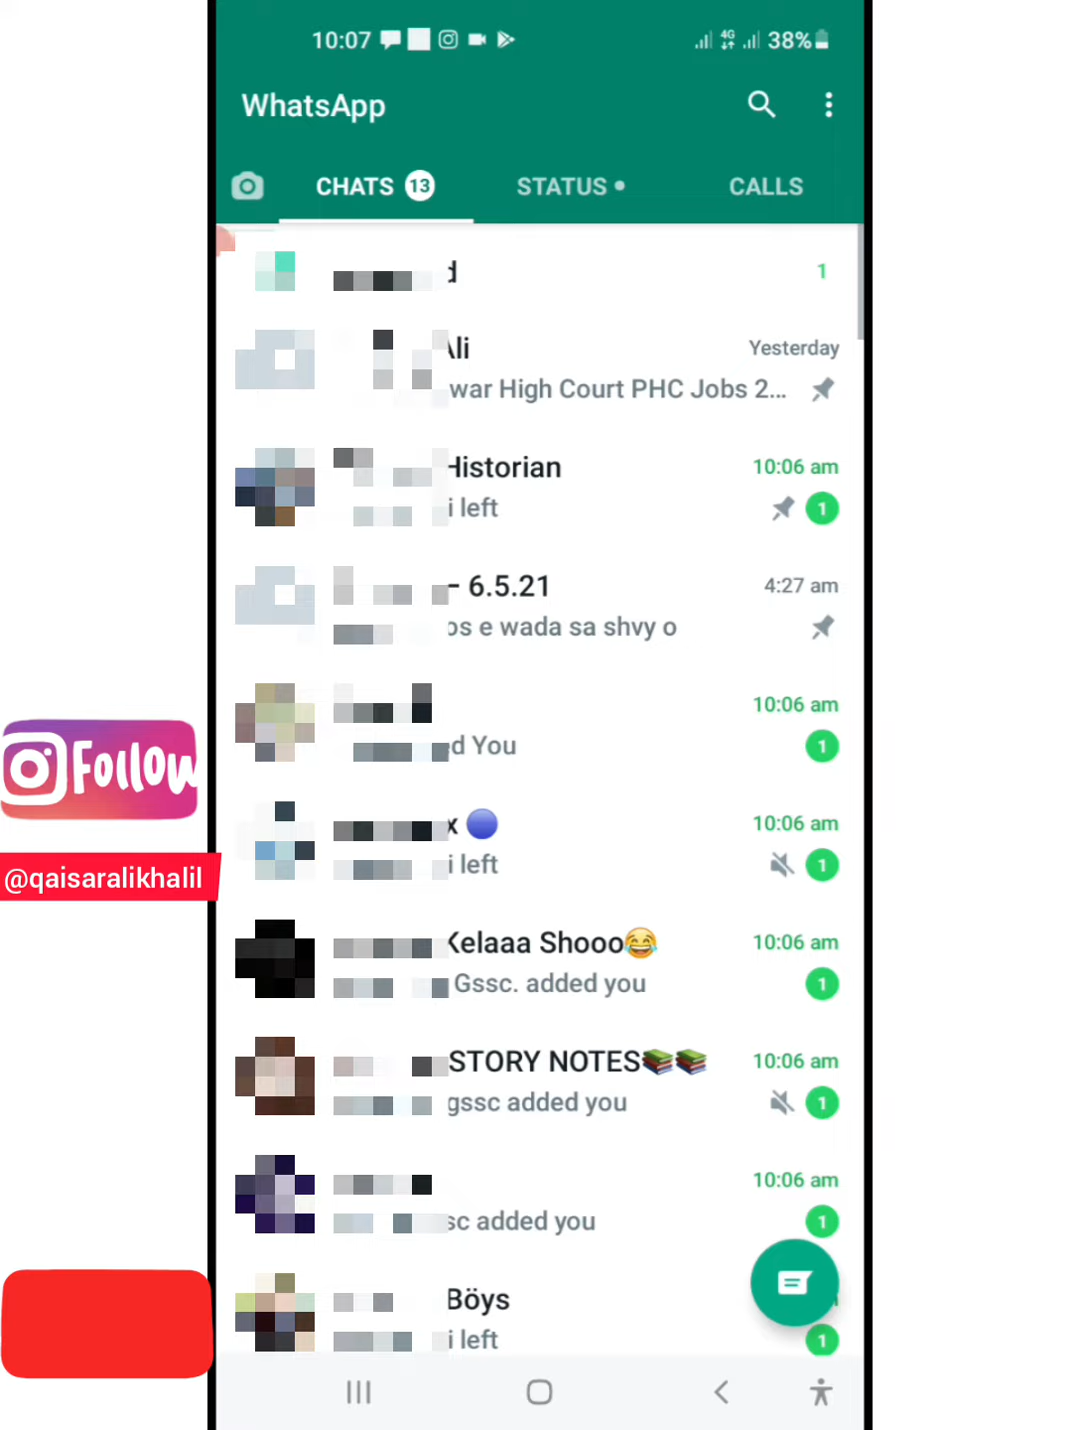 10:07 4G 38%
WhatsApp
CHATS 13 STATUS CALLS
d 1
Ali Yesterday
war High Court PHC Jobs 2...
Historian 10:06 am
i left 1
- 6.5.21 4:27 am
os e wada sa shvy o
10:06 am
d You 1
x 10:06 am
i left 1
Kelaaa Shooo😂 10:06 am
Gssc. added you 1
STORY NOTES📚📚 10:06 am
gssc added you 1
10:06 am
sc added you 1
Böys
i left 1
Follow
@qaisaralikhalil